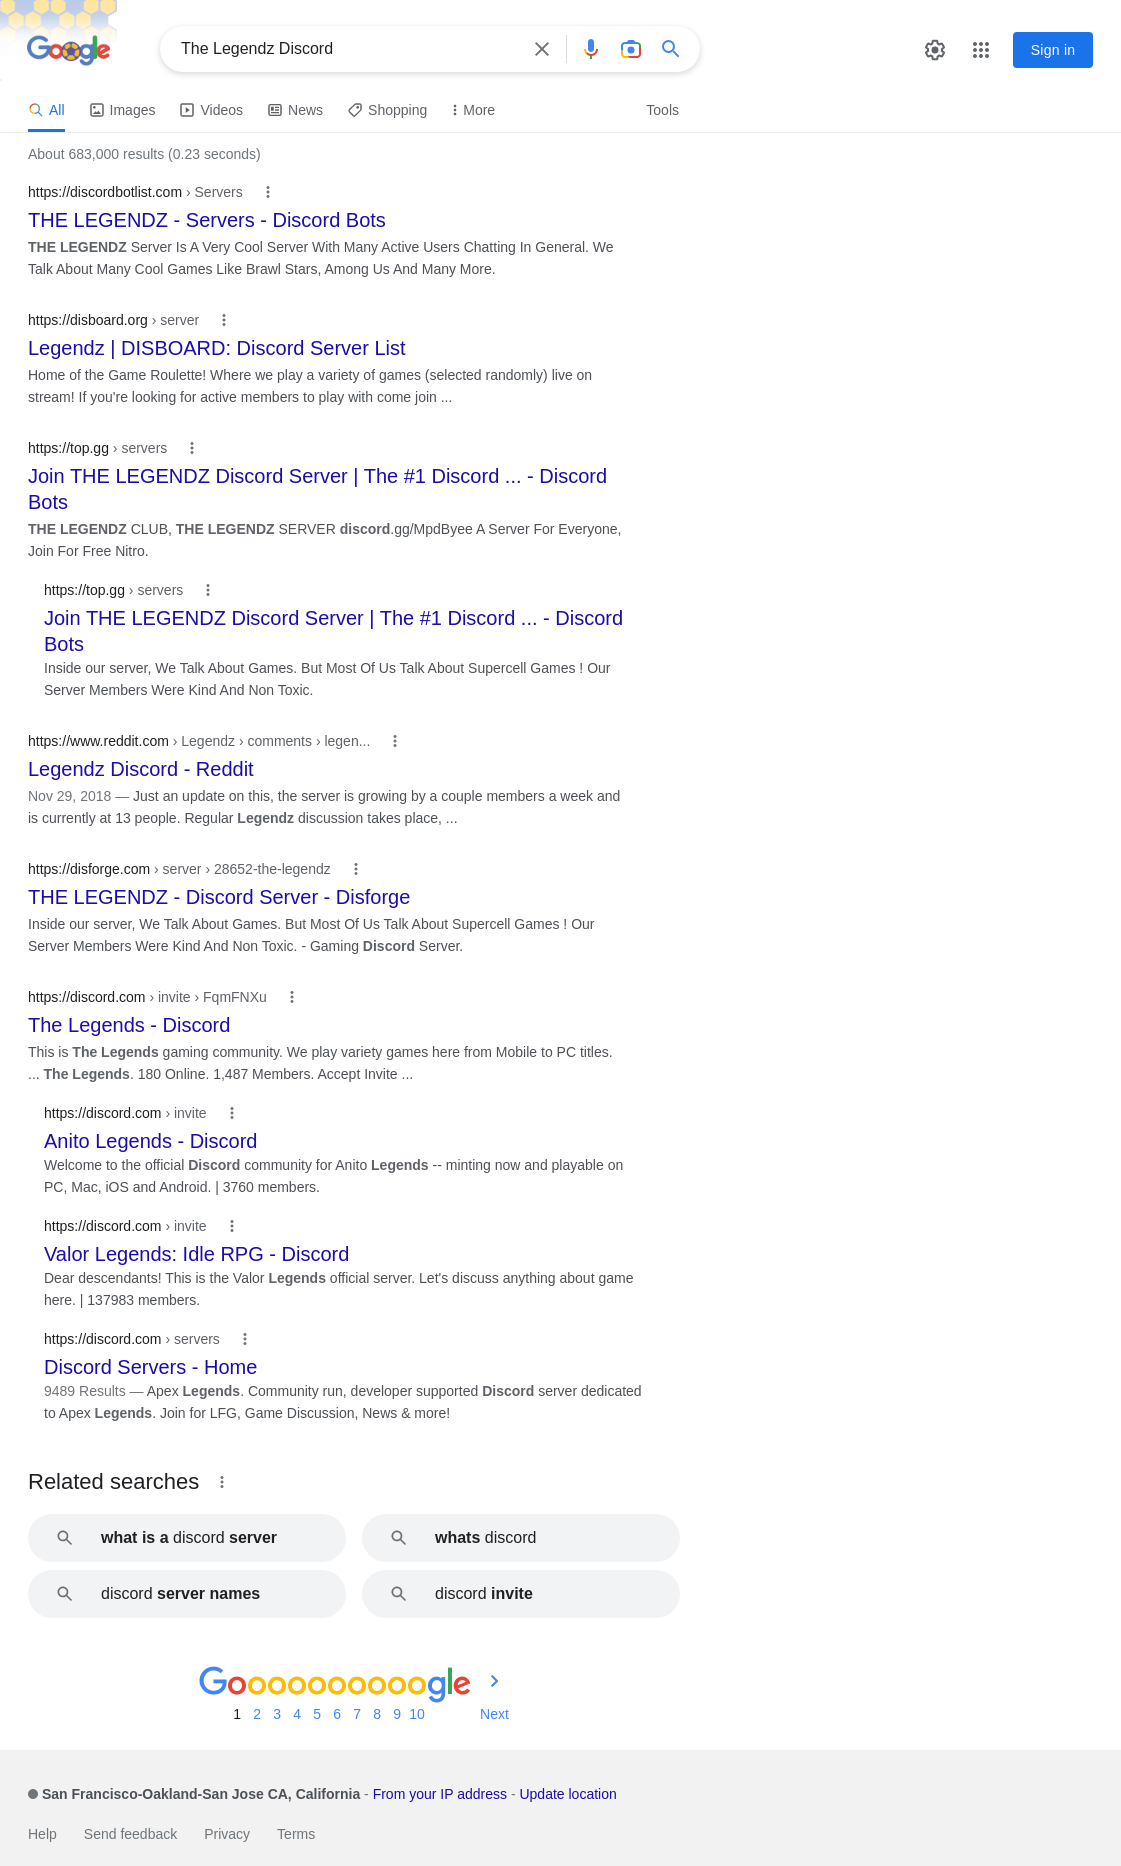 Google
The Legendz Discord
Sign in
All Images Videos News Shopping More Tools
About 683,000 results (0.23 seconds)
https://discordbotlist.com › Servers
THE LEGENDZ - Servers - Discord Bots
THE LEGENDZ Server Is A Very Cool Server With Many Active Users Chatting In General. We
Talk About Many Cool Games Like Brawl Stars, Among Us And Many More.
https://disboard.org › server
Legendz | DISBOARD: Discord Server List
Home of the Game Roulette! Where we play a variety of games (selected randomly) live on
stream! If you're looking for active members to play with come join ...
https://top.gg › servers
Join THE LEGENDZ Discord Server | The #1 Discord ... - Discord
Bots
THE LEGENDZ CLUB, THE LEGENDZ SERVER discord.gg/MpdByee A Server For Everyone,
Join For Free Nitro.
https://top.gg › servers
Join THE LEGENDZ Discord Server | The #1 Discord ... - Discord
Bots
Inside our server, We Talk About Games. But Most Of Us Talk About Supercell Games ! Our
Server Members Were Kind And Non Toxic.
https://www.reddit.com › Legendz › comments › legen...
Legendz Discord - Reddit
Nov 29, 2018 — Just an update on this, the server is growing by a couple members a week and
is currently at 13 people. Regular Legendz discussion takes place, ...
https://disforge.com › server › 28652-the-legendz
THE LEGENDZ - Discord Server - Disforge
Inside our server, We Talk About Games. But Most Of Us Talk About Supercell Games ! Our
Server Members Were Kind And Non Toxic. - Gaming Discord Server.
https://discord.com › invite › FqmFNXu
The Legends - Discord
This is The Legends gaming community. We play variety games here from Mobile to PC titles.
... The Legends. 180 Online. 1,487 Members. Accept Invite ...
https://discord.com › invite
Anito Legends - Discord
Welcome to the official Discord community for Anito Legends -- minting now and playable on
PC, Mac, iOS and Android. | 3760 members.
https://discord.com › invite
Valor Legends: Idle RPG - Discord
Dear descendants! This is the Valor Legends official server. Let's discuss anything about game
here. | 137983 members.
https://discord.com › servers
Discord Servers - Home
9489 Results — Apex Legends. Community run, developer supported Discord server dedicated
to Apex Legends. Join for LFG, Game Discussion, News & more!
Related searches
what is a discord server
whats discord
discord server names
discord invite
Goooooooooogle
1 2 3 4 5 6 7 8 9 10 Next
San Francisco-Oakland-San Jose CA, California - From your IP address - Update location
Help Send feedback Privacy Terms